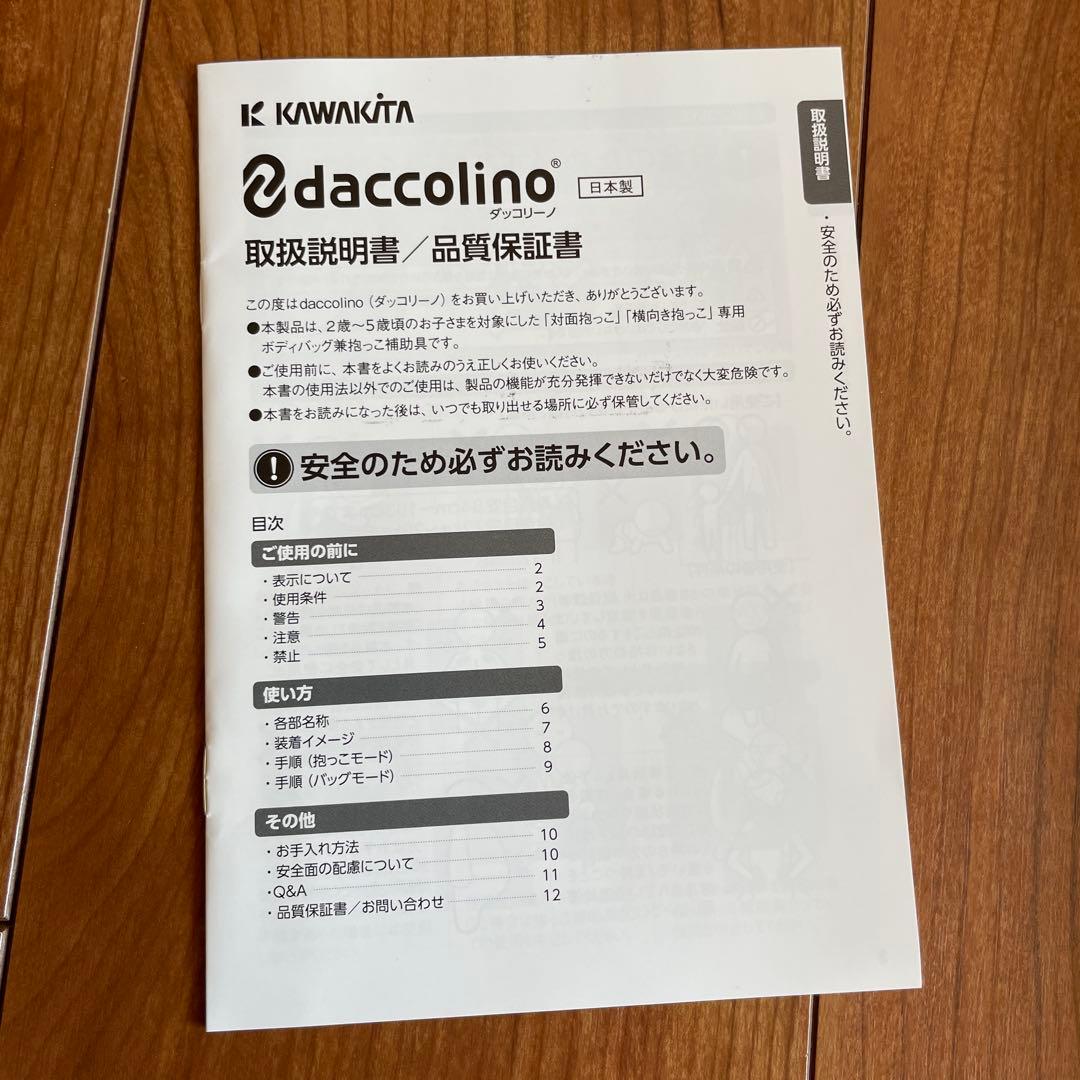 KAWAKITA
daccolino®
日本製
ダッコリーノ
取扱説明書／品質保証書
この度はdaccolino（ダッコリーノ）をお買い上げいただき、ありがとうございます。
●本製品は、2歳～5歳頃のお子さまを対象にした「対面抱っこ」「横向き抱っこ」専用
ボディバッグ兼抱っこ補助具です。
●ご使用前に、本書をよくお読みのうえ正しくお使いください。
本書の使用法以外でのご使用は、製品の機能が充分発揮できないだけでなく大変危険です。
●本書をお読みになった後は、いつでも取り出せる場所に必ず保管してください。
安全のため必ずお読みください。
目次
ご使用の前に
・表示について 2
・使用条件 2
・警告 3
・注意 4
・禁止 5
使い方
・各部名称 6
・装着イメージ 7
・手順（抱っこモード） 8
・手順（バッグモード） 9
その他
・お手入れ方法 10
・安全面の配慮について 10
・Q&A 11
・品質保証書／お問い合わせ 12
取扱説明書
・安全のため必ずお読みください。